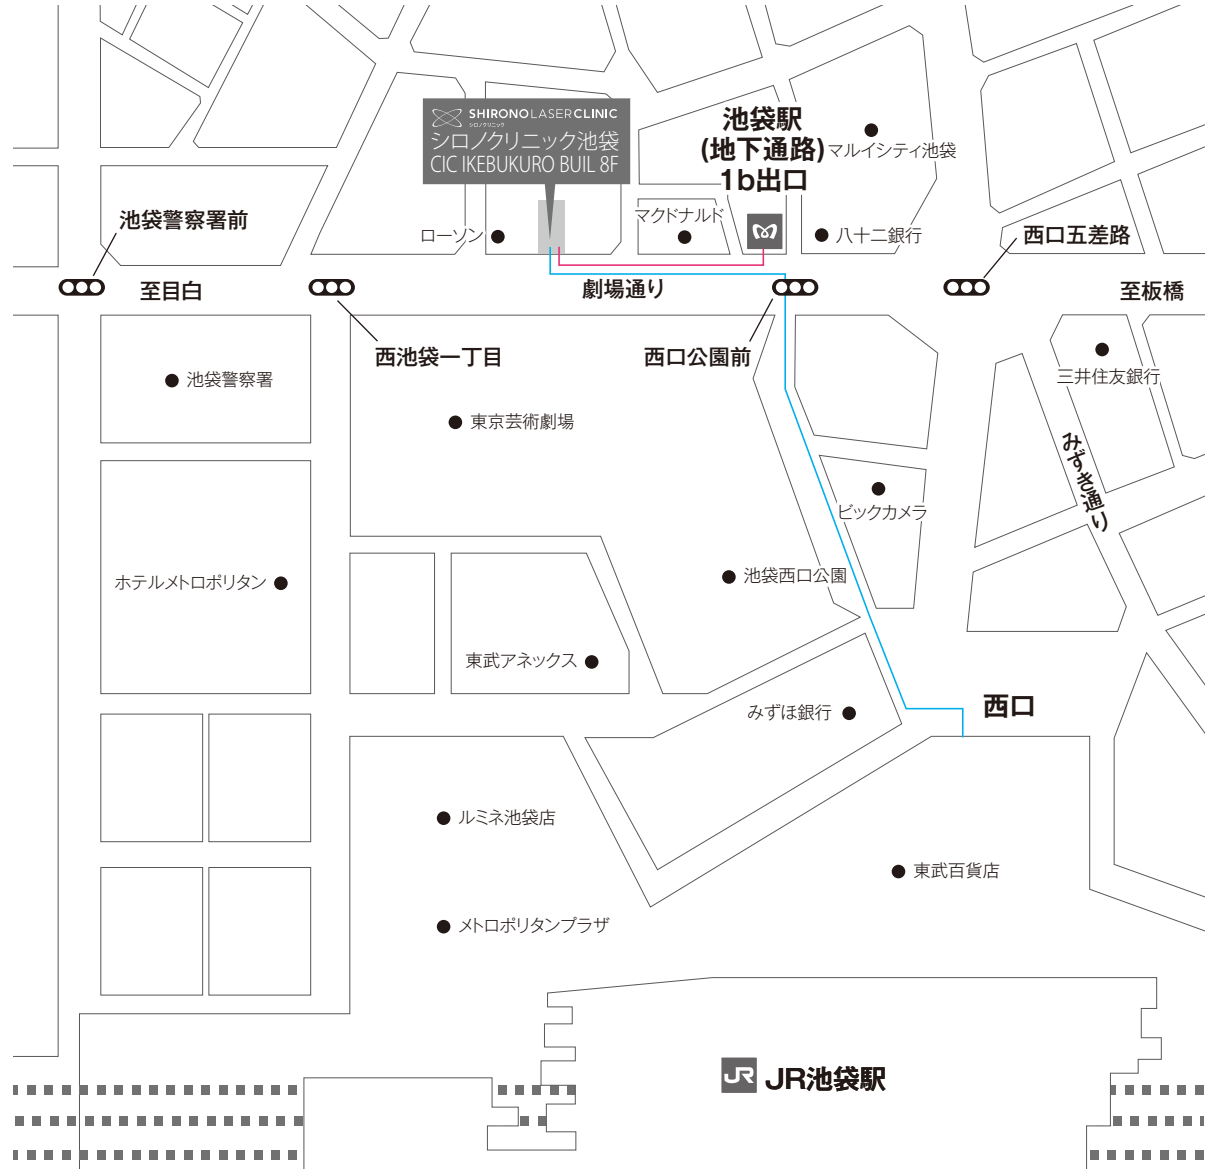 SHIRONO LASER CLINIC
シロノクリニック
シロノクリニック池袋
CIC IKEBUKURO BUIL 8F
池袋駅
(地下通路)
1b出口
マルイシティ池袋
池袋警察署前
ローソン
マクドナルド
八十二銀行
西口五差路
至目白
劇場通り
至板橋
西池袋一丁目
西口公園前
池袋警察署
三井住友銀行
東京芸術劇場
みずき通り
ビックカメラ
ホテルメトロポリタン
池袋西口公園
東武アネックス
みずほ銀行
西口
ルミネ池袋店
東武百貨店
メトロポリタンプラザ
JR JR池袋駅